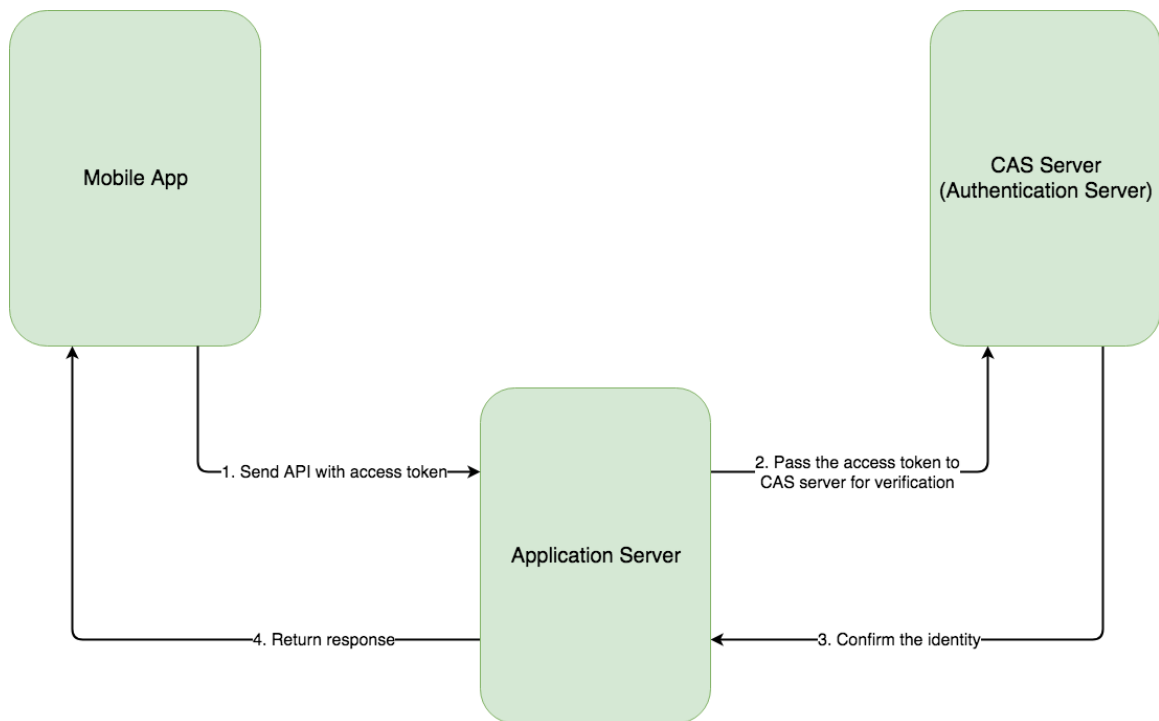 Mobile App
CAS Server
(Authentication Server)
1. Send API with access token
2. Pass the access token to
CAS server for verification
Application Server
4. Return response
3. Confirm the identity